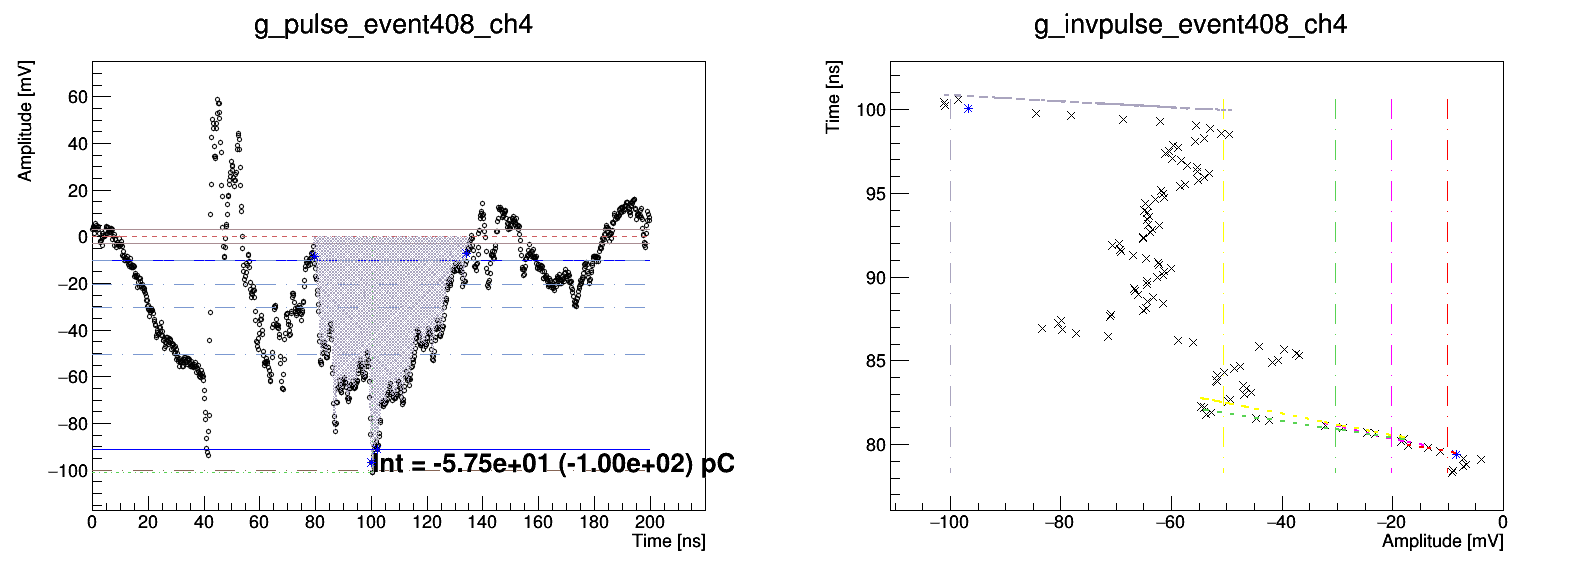 g_pulse_event408_ch4
Amplitude [mV]
60
40
20
0
−20
−40
−60
−80
−100
Int = -5.75e+01 (-1.00e+02) pC
0 20 40 60 80 100 120 140 160 180 200
Time [ns]
g_invpulse_event408_ch4
Time [ns]
100
95
90
85
80
−100 −80 −60 −40 −20 0
Amplitude [mV]